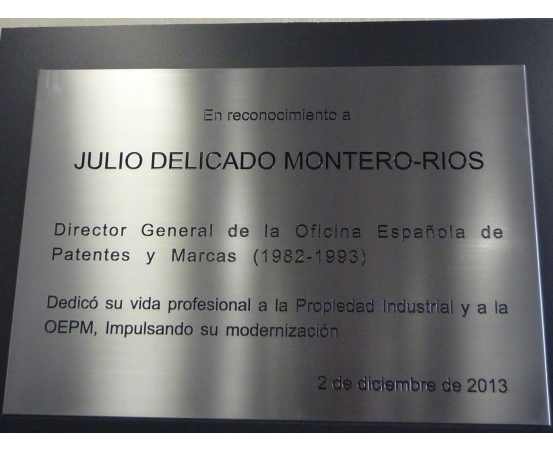 En reconocimiento a
JULIO DELICADO MONTERO-RIOS
Director General de la Oficina Española de
Patentes y Marcas (1982-1993)
Dedicó su vida profesional a la Propiedad Industrial y a la
OEPM, Impulsando su modernización
2 de diciembre de 2013